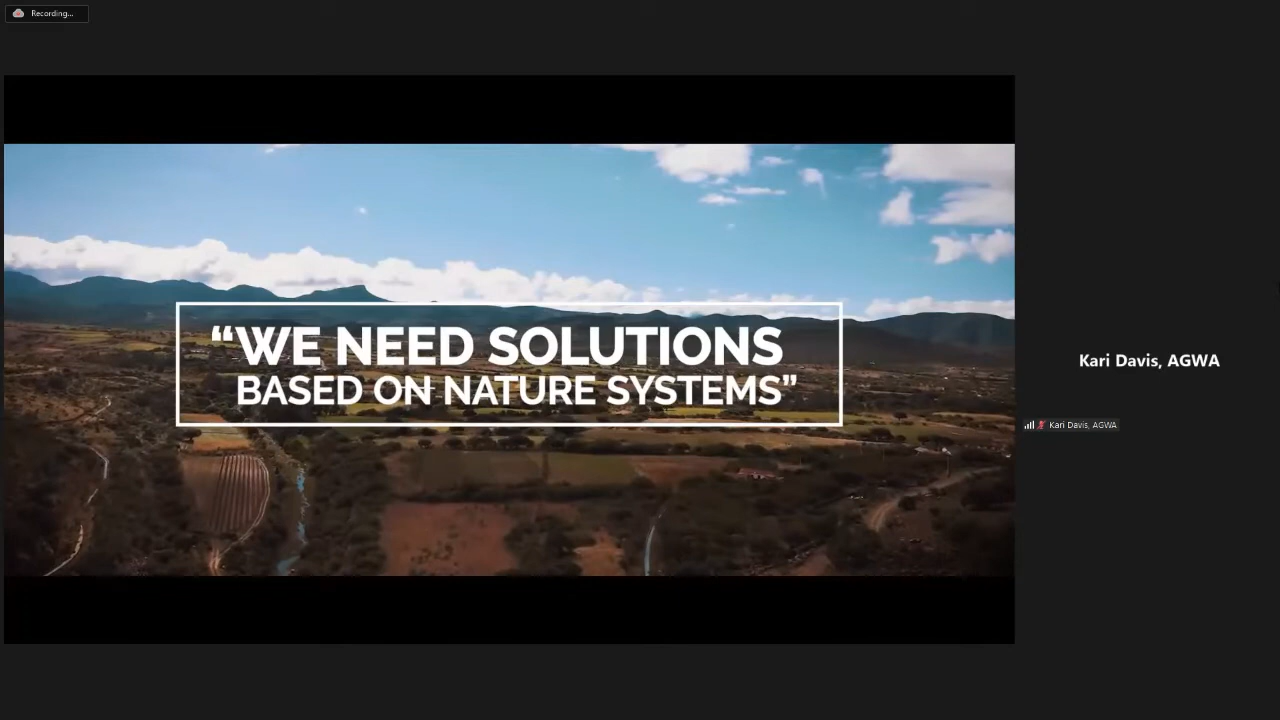 Recording...
“WE NEED SOLUTIONS
BASED ON NATURE SYSTEMS”
Kari Davis, AGWA
Kari Davis, AGWA